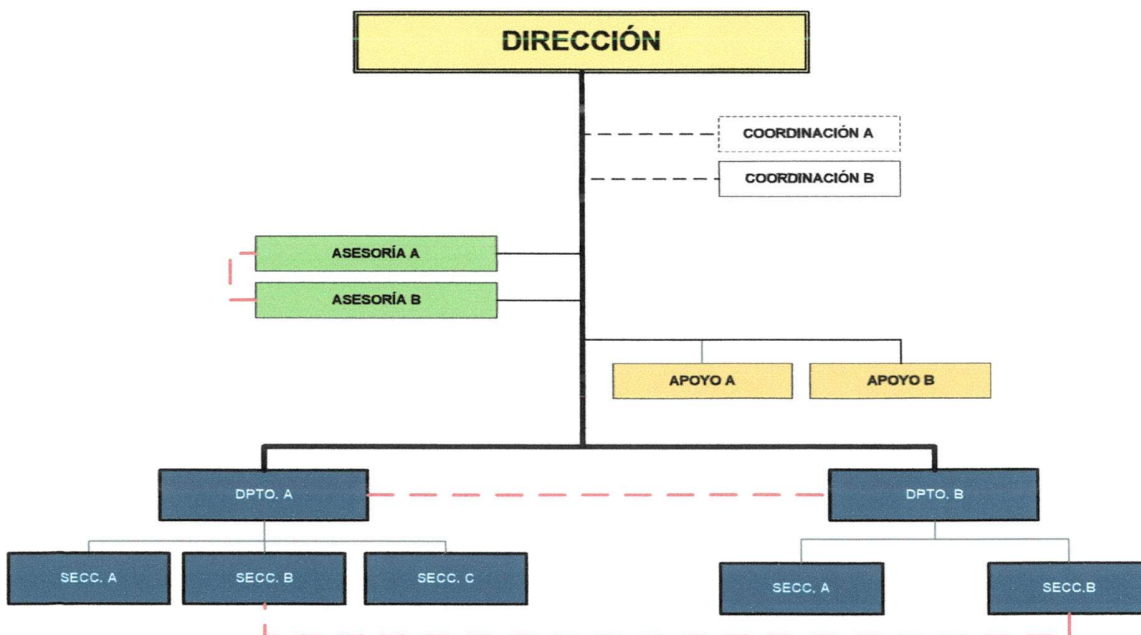 DIRECCIÓN
COORDINACIÓN A
COORDINACIÓN B
ASESORÍA A
ASESORÍA B
APOYO A
APOYO B
DPTO. A
DPTO. B
SECC. A
SECC. B
SECC. C
SECC. A
SECC.B